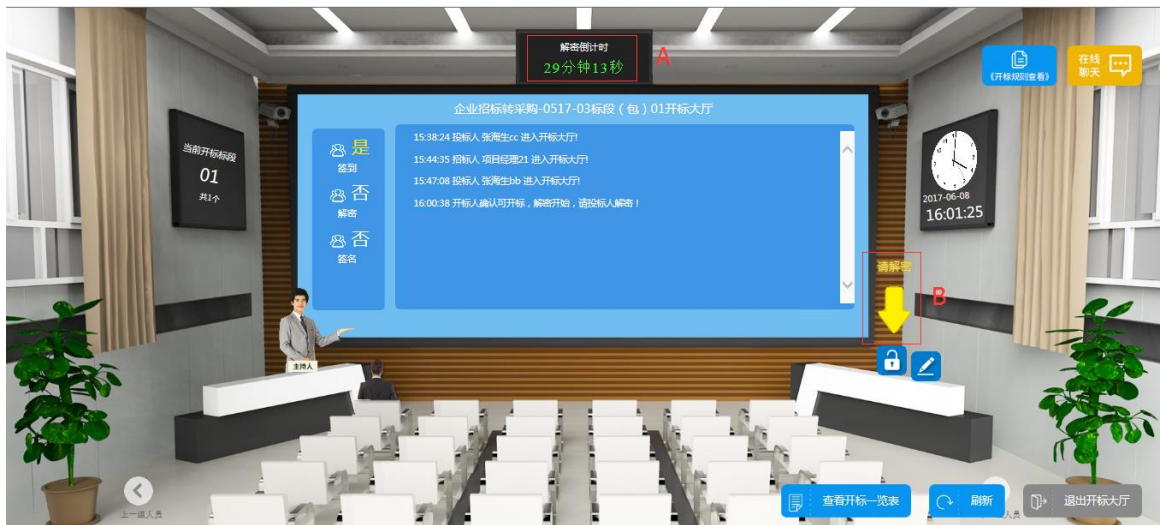 解密倒计时
29分钟13秒
A
《开标规则查看》
在线
聊天
企业招标转采购-0517-03标段（包）01开标大厅
当前开标标段
01
共1个
是
签到
否
解密
否
签名
15:38:24 投标人 张海生cc 进入开标大厅!
15:44:35 招标人 项目经理21 进入开标大厅!
15:47:08 投标人 张海生bb 进入开标大厅!
16:00:38 开标人确认可开标，解密开始，请投标人解密！
2017-06-08
16:01:25
请解密
B
主持人
上一组人员
查看开标一览表
刷新
人员
退出开标大厅